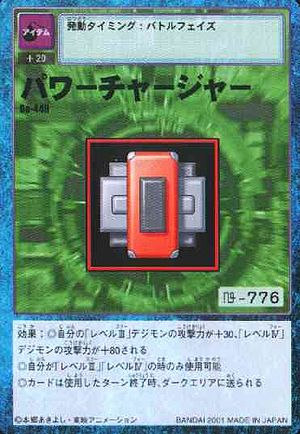 アイテム
発動タイミング：バトルフェイズ
+20
パワーチャージャー
Bo-440
-776
効果：◎自分の「レベルⅢ」デジモンの攻撃力が+30、「レベルⅣ」
デジモンの攻撃力が+80される
◎自分が「レベルⅢ」「レベルⅣ」の時のみ使用可能
◎カードは使用したターン終了時、ダークエリアに送られる
©本郷あきよし・東映アニメーション BANDAI 2001 MADE IN JAPAN